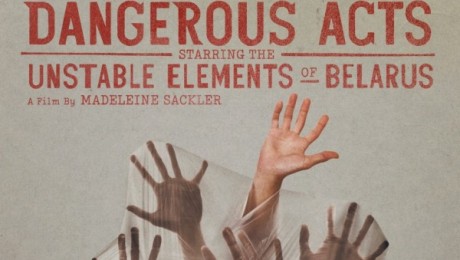 DANGEROUS ACTS
STARRING THE
UNSTABLE ELEMENTS OF BELARUS
A Film By MADELEINE SACKLER